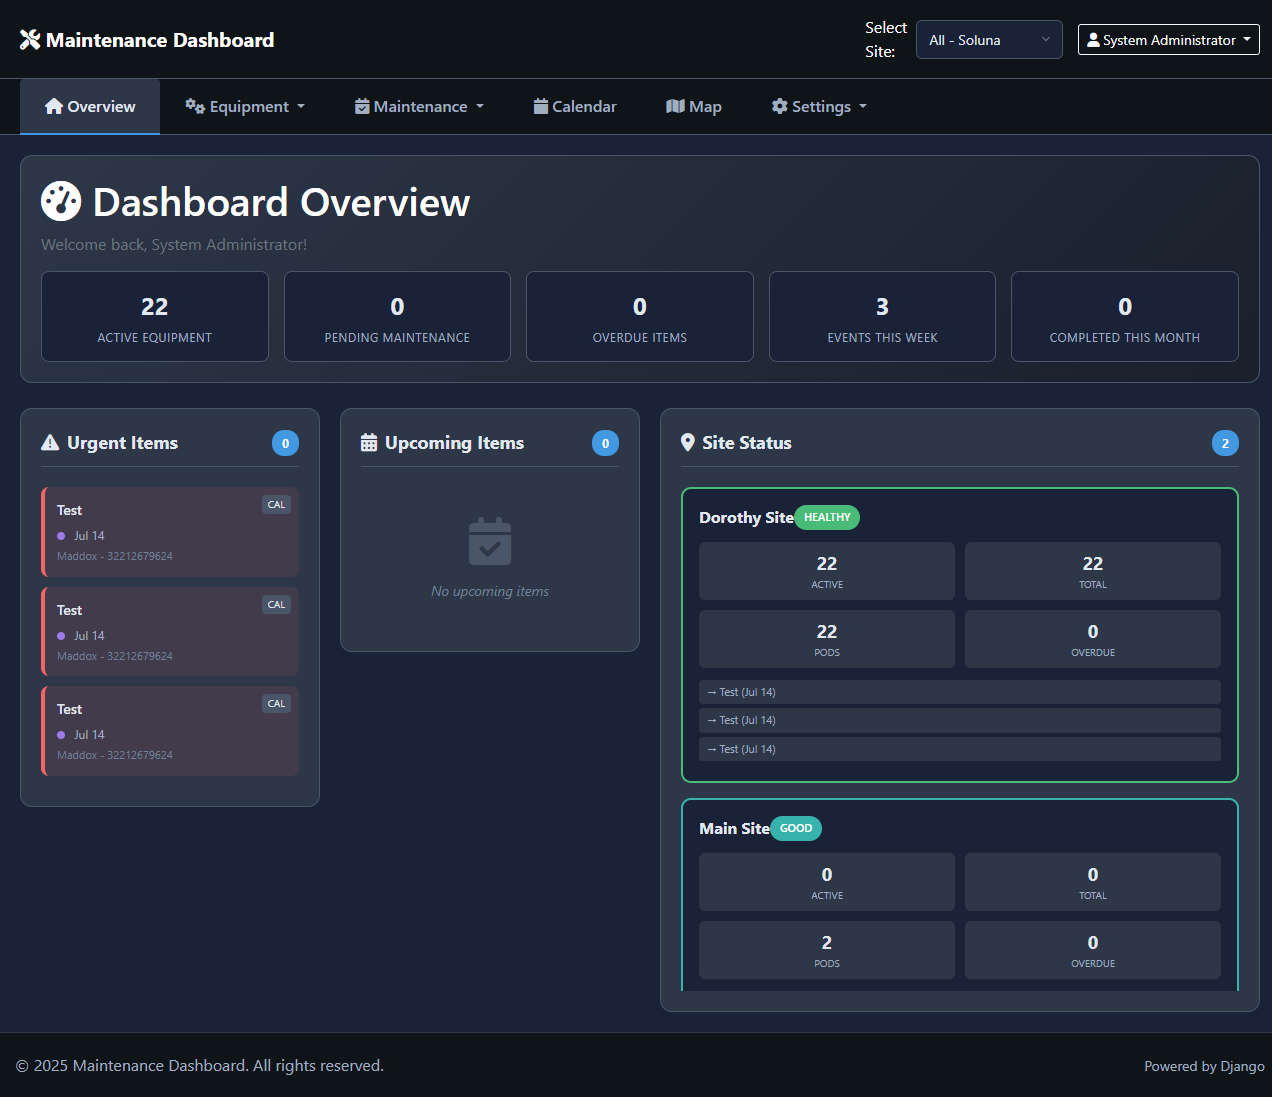 Maintenance Dashboard
Select Site:
All - Soluna
System Administrator
Overview
Equipment
Maintenance
Calendar
Map
Settings
Dashboard Overview
Welcome back, System Administrator!
22
ACTIVE EQUIPMENT
0
PENDING MAINTENANCE
0
OVERDUE ITEMS
3
EVENTS THIS WEEK
0
COMPLETED THIS MONTH
Urgent Items
0
Test
CAL
Jul 14
Maddox - 32212679624
Test
CAL
Jul 14
Maddox - 32212679624
Test
CAL
Jul 14
Maddox - 32212679624
Upcoming Items
0
No upcoming items
Site Status
2
Dorothy Site
HEALTHY
22
ACTIVE
22
TOTAL
22
PODS
0
OVERDUE
→ Test (Jul 14)
→ Test (Jul 14)
→ Test (Jul 14)
Main Site
GOOD
0
ACTIVE
0
TOTAL
2
PODS
0
OVERDUE
© 2025 Maintenance Dashboard. All rights reserved.
Powered by Django